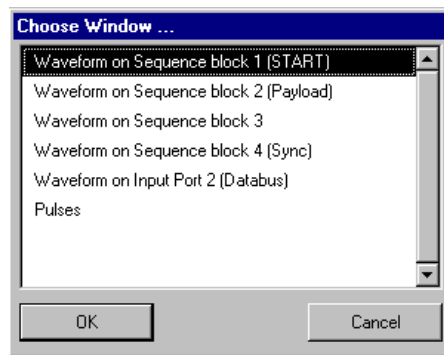 Choose Window ...
Waveform on Sequence block 1 (START)
Waveform on Sequence block 2 (Payload)
Waveform on Sequence block 3
Waveform on Sequence block 4 (Sync)
Waveform on Input Port 2 (Databus)
Pulses
OK Cancel